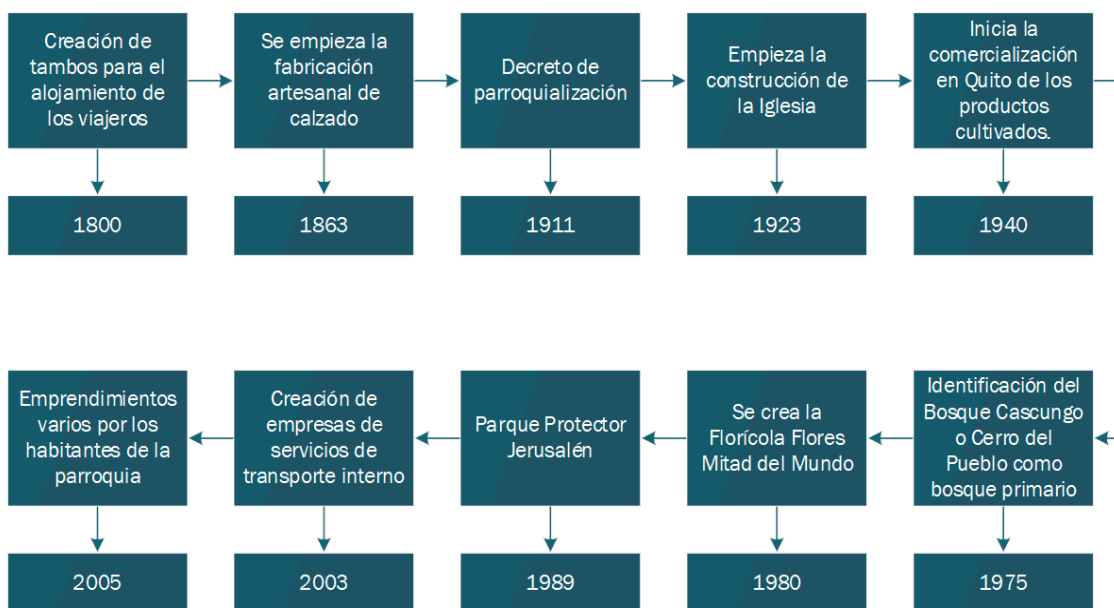 Creación de
tambos para el
alojamiento de
los viajeros
1800
Se empieza la
fabricación
artesanal de
calzado
1863
Decreto de
parroquialización
1911
Empieza la
construcción de
la Iglesia
1923
Inicia la
comercialización
en Quito de los
productos
cultivados.
1940
Identificación del
Bosque Cascungo
o Cerro del
Pueblo como
bosque primario
1975
Se crea la
Florícola Flores
Mitad del Mundo
1980
Parque Protector
Jerusalén
1989
Creación de
empresas de
servicios de
transporte interno
2003
Emprendimientos
varios por los
habitantes de la
parroquia
2005